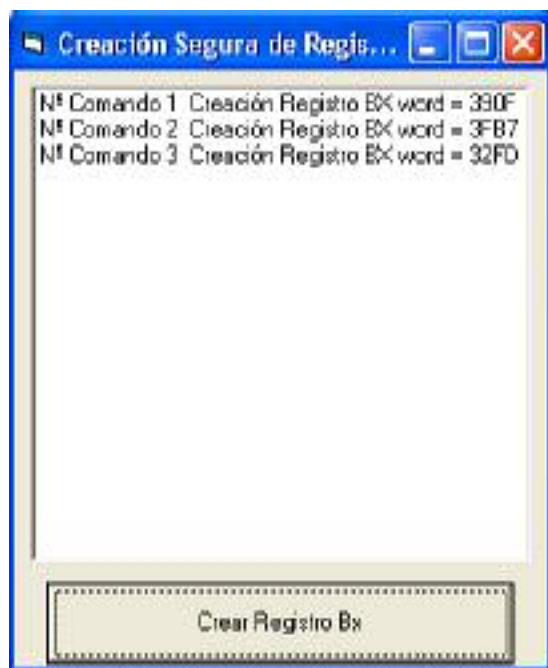 Creación Segura de Regis...
Nº Comando 1 Creación Registro BX word = 390F
Nº Comando 2 Creación Registro BX word = 3FB7
Nº Comando 3 Creación Registro BX word = 32FD
Crear Registro Bx